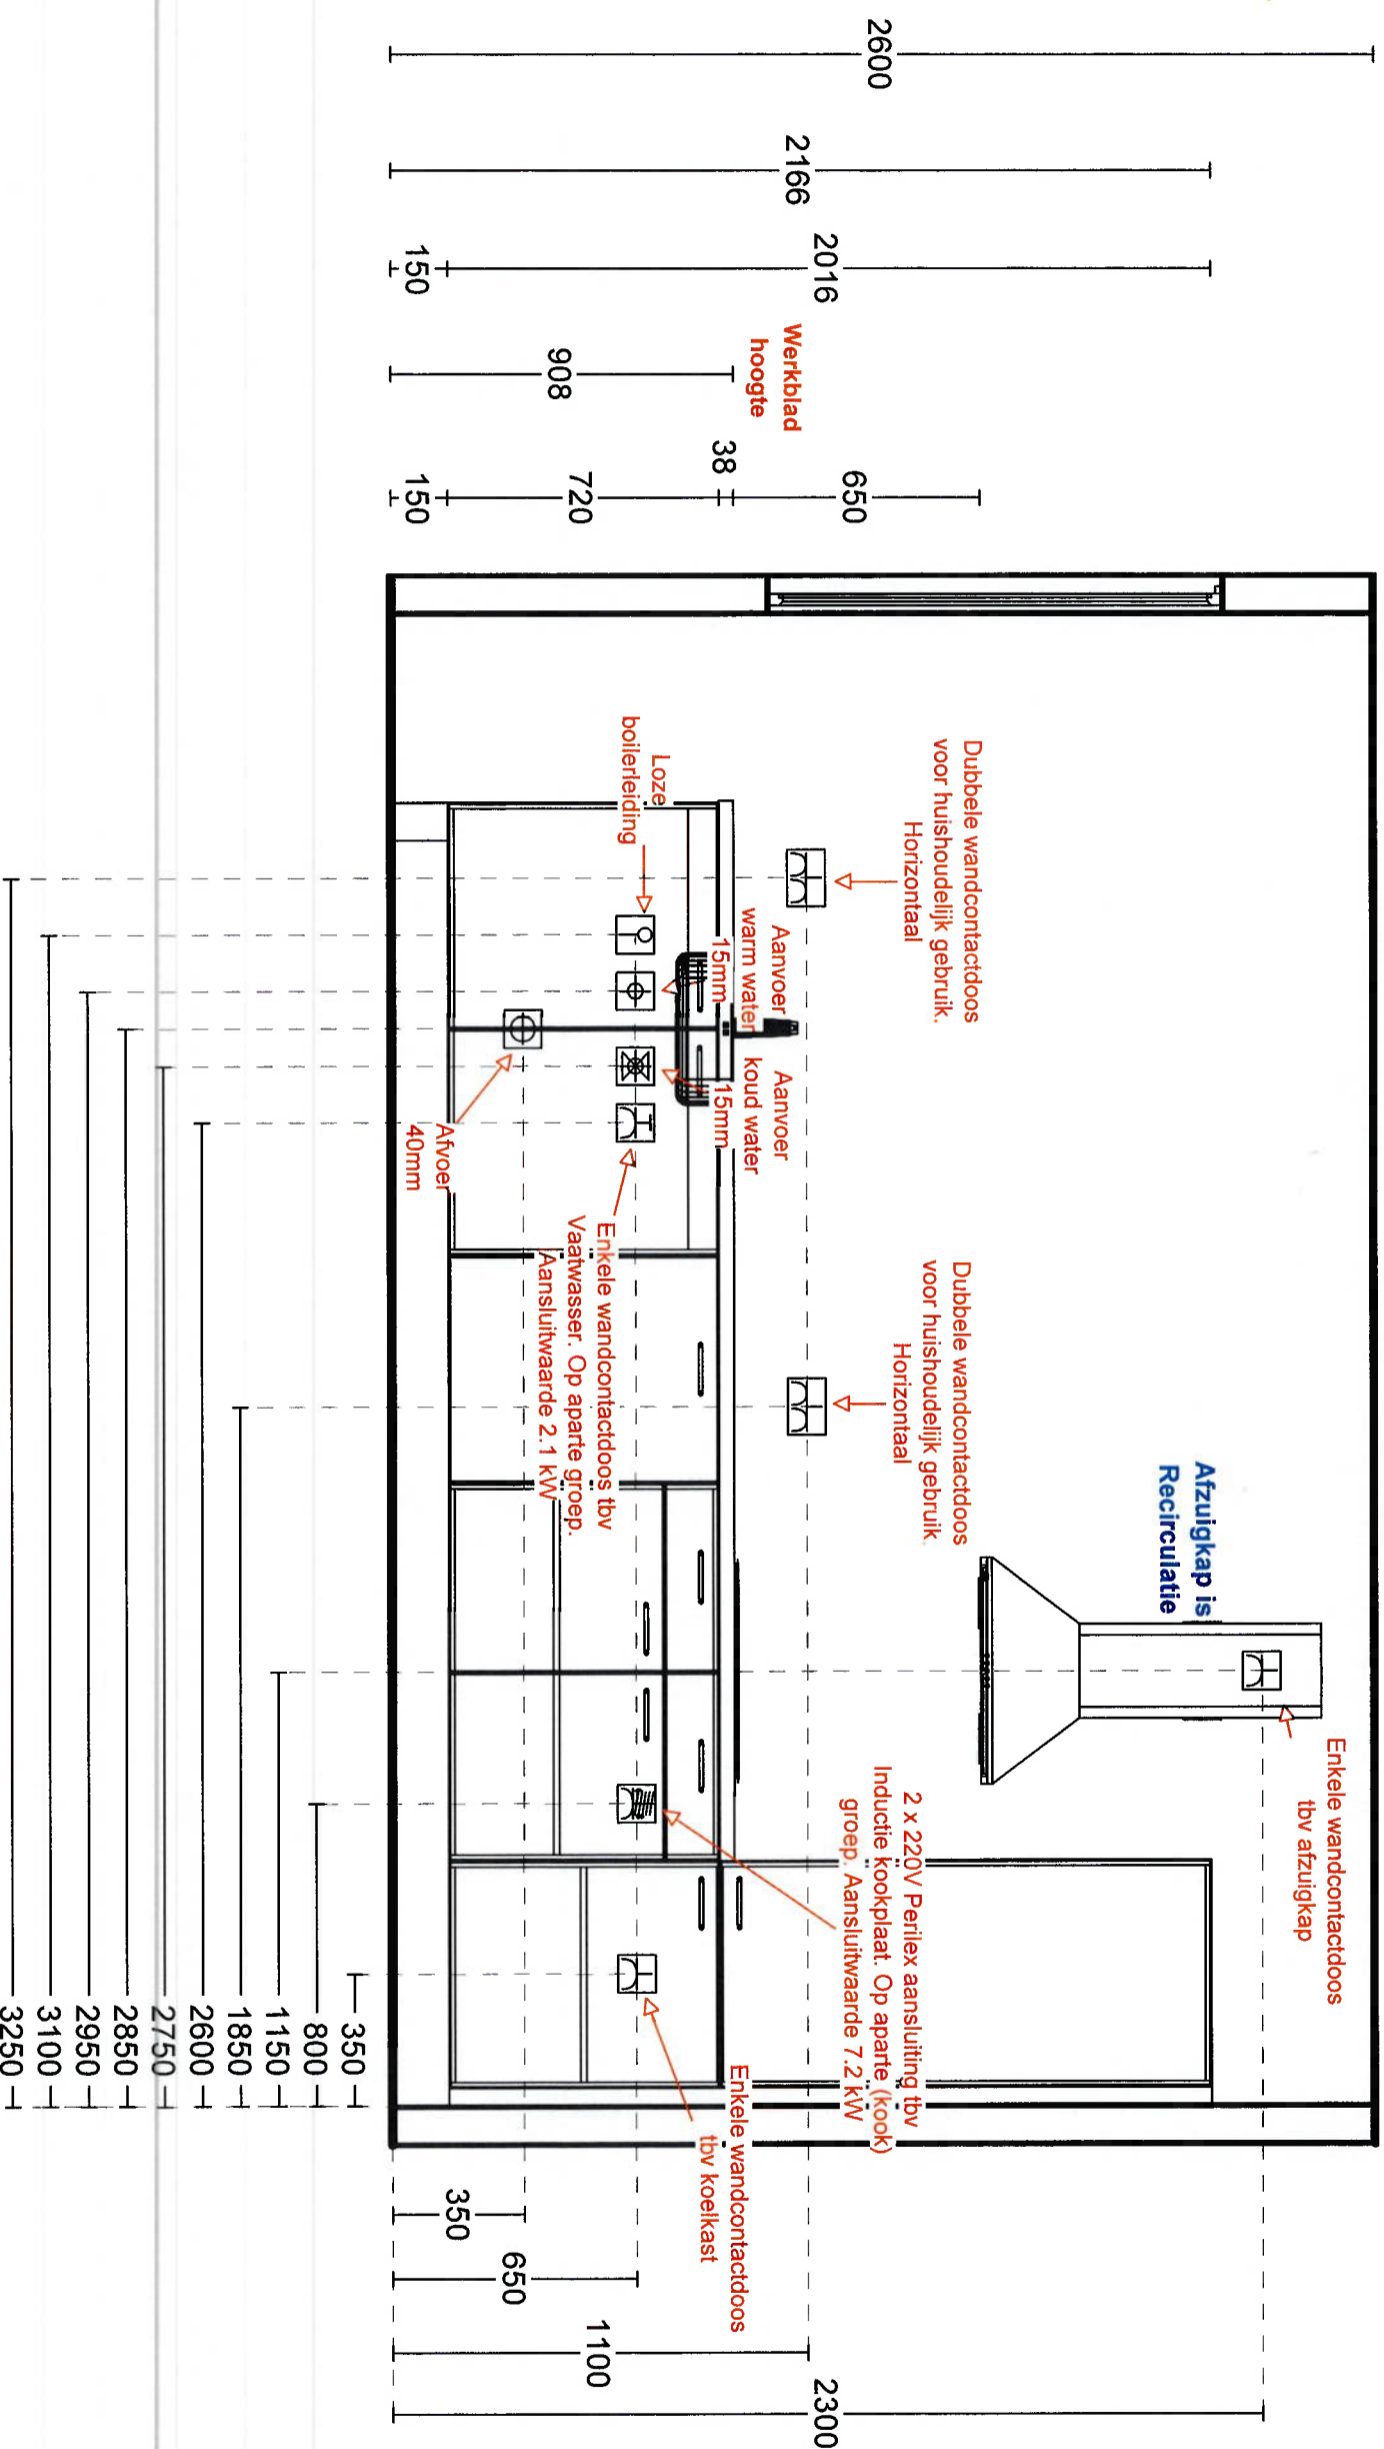 2600
2166
2016
150
Werkblad
hoogte
908
650
38
720
150
Dubbele wandcontactdoos
voor huishoudelijk gebruik.
Horizontaal
Loze
boilerleiding
Aanvoer
warm water
15mm
Aanvoer
koud water
15mm
Afvoer
40mm
Enkele wandcontactdoos tbv
Vaatwasser. Op aparte groep.
Aansluitwaarde 2.1 kW
Dubbele wandcontactdoos
voor huishoudelijk gebruik.
Horizontaal
Afzuigkap is
Recirculatie
Enkele wandcontactdoos
tbv afzuigkap
2 x 220V Perilex aansluiting tbv
Inductie kookplaat. Op aparte (kook)
groep. Aansluitwaarde 7.2 kW
Enkele wandcontactdoos
tbv koelkast
350
800
1150
1850
2600
2750
2850
2950
3100
3250
350
650
1100
2300